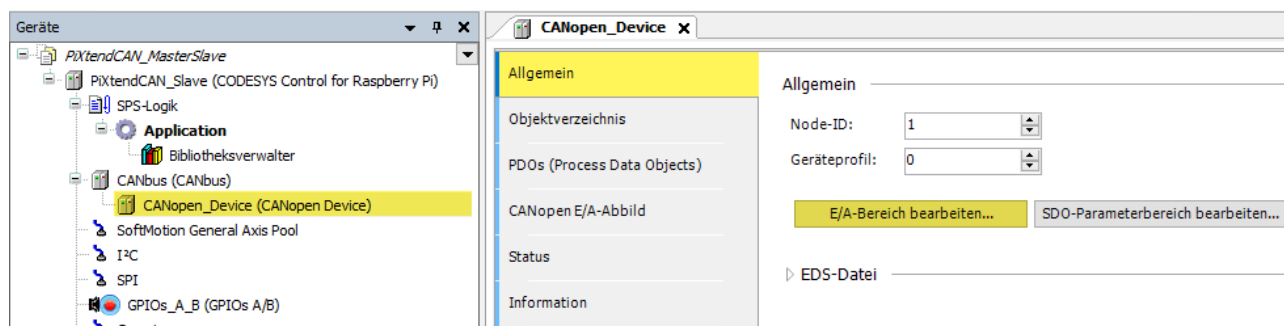 Geräte
PiXtendCAN_MasterSlave
PiXtendCAN_Slave (CODESYS Control for Raspberry Pi)
SPS-Logik
Application
Bibliotheksverwalter
CANbus (CANbus)
CANopen_Device (CANopen Device)
SoftMotion General Axis Pool
I²C
SPI
GPIOs_A_B (GPIOs A/B)
CANopen_Device
Allgemein
Objektverzeichnis
PDOs (Process Data Objects)
CANopen E/A-Abbild
Status
Information
Allgemein
Node-ID: 1
Geräteprofil: 0
E/A-Bereich bearbeiten... SDO-Parameterbereich bearbeiten...
EDS-Datei